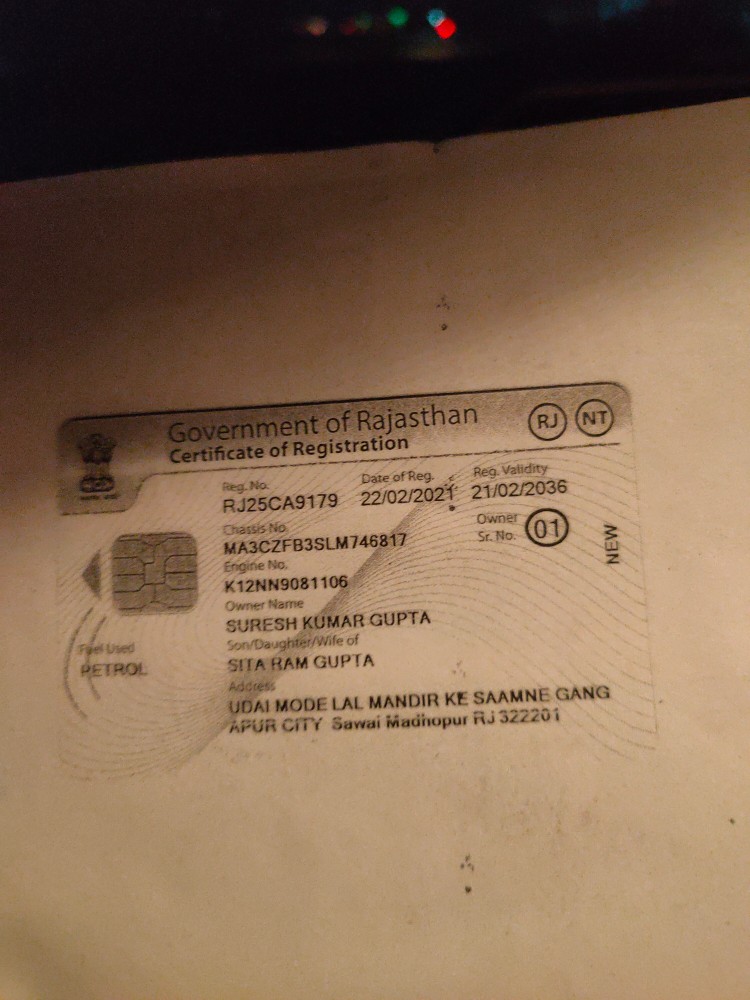 Government of Rajasthan
Certificate of Registration
RJ NT
Reg. No. Date of Reg. Reg. Validity
RJ25CA9179 22/02/2021 21/02/2036
Chassis No.
MA3CZFB3SLM746817
Owner
Sr. No. 01
NEW
Engine No.
K12NN9081106
Owner Name
SURESH KUMAR GUPTA
Son/Daughter/Wife of
SITA RAM GUPTA
Fuel Used
PETROL
Address
UDAI MODE LAL MANDIR KE SAAMNE GANG
APUR CITY Sawai Madhopur RJ 322201